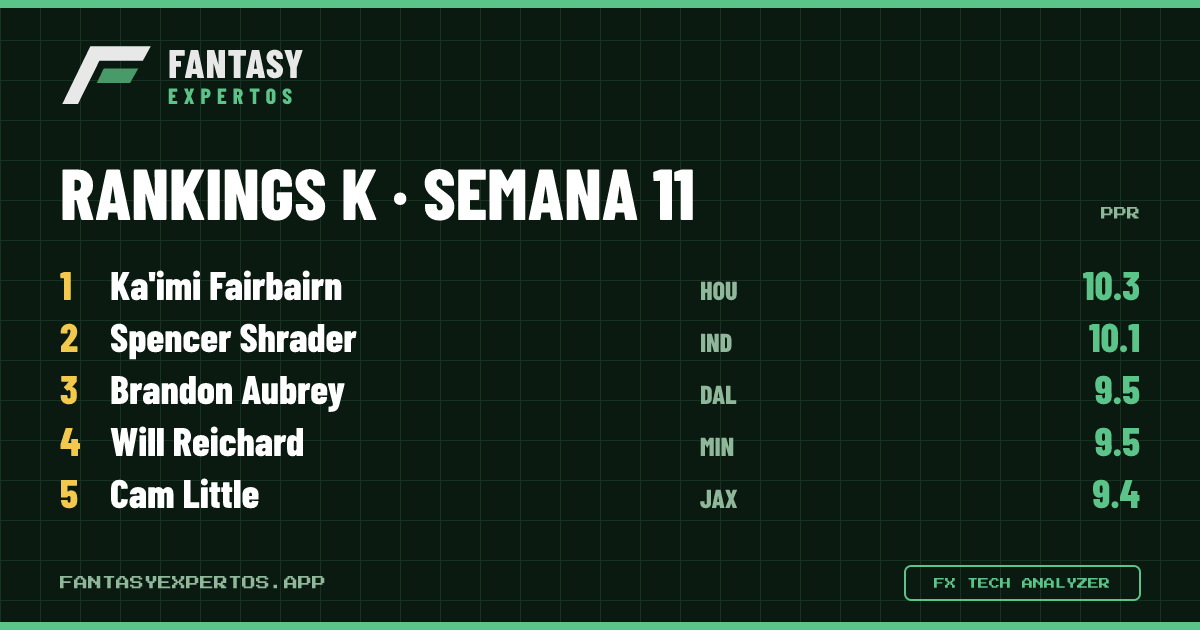 FANTASY
EXPERTOS
RANKINGS K · SEMANA 11
PPR
1 Ka'imi Fairbairn HOU 10.3
2 Spencer Shrader IND 10.1
3 Brandon Aubrey DAL 9.5
4 Will Reichard MIN 9.5
5 Cam Little JAX 9.4
FANTASYEXPERTOS.APP
FX TECH ANALYZER